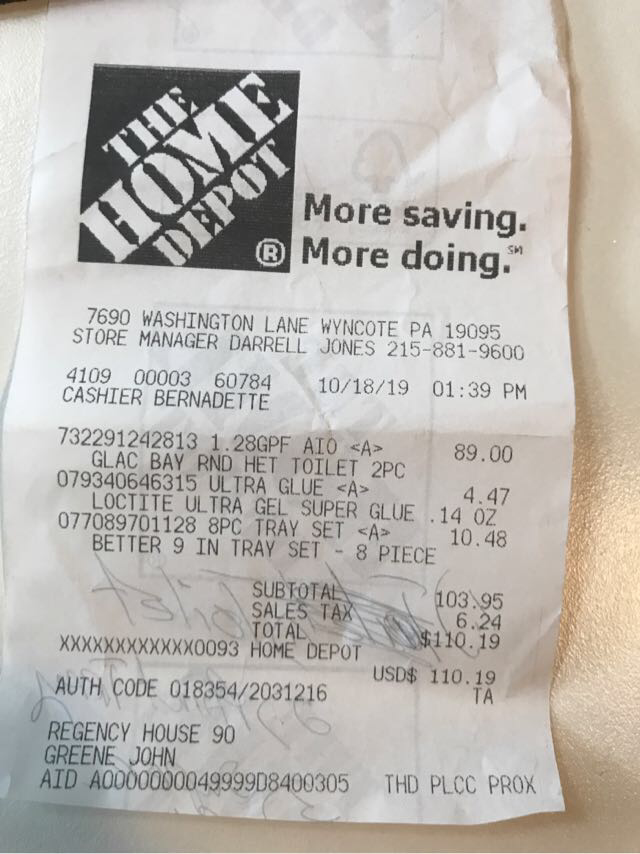 THE
HOME
DEPOT
®
More saving.
More doing.℠
7690 WASHINGTON LANE WYNCOTE PA 19095
STORE MANAGER DARRELL JONES 215-881-9600
4109 00003 60784 10/18/19 01:39 PM
CASHIER BERNADETTE
732291242813 1.28GPF AIO <A> 89.00
GLAC BAY RND HET TOILET 2PC
079340646315 ULTRA GLUE <A> 4.47
LOCTITE ULTRA GEL SUPER GLUE .14 OZ
077089701128 8PC TRAY SET <A> 10.48
BETTER 9 IN TRAY SET - 8 PIECE
SUBTOTAL 103.95
SALES TAX 6.24
TOTAL $110.19
XXXXXXXXXXXX0093 HOME DEPOT
USD$ 110.19
AUTH CODE 018354/2031216 TA
REGENCY HOUSE 90
GREENE JOHN
AID A0000000049999D8400305 THD PLCC PROX